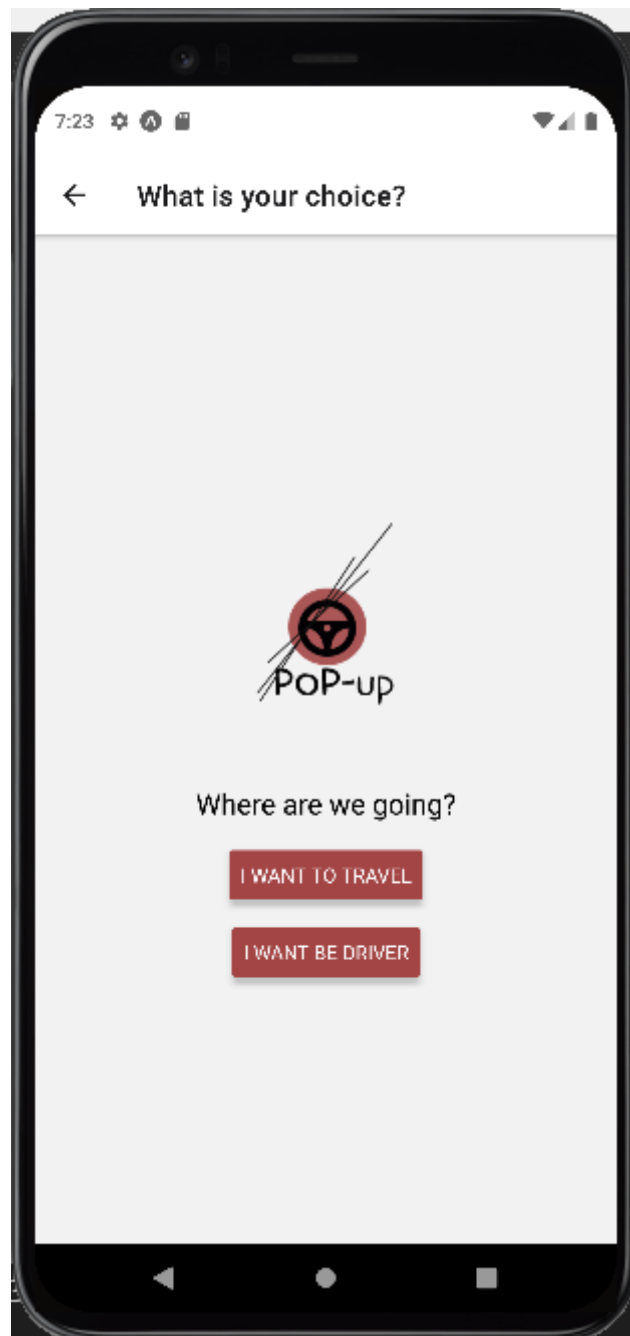 7:23
What is your choice?
PoP-up
Where are we going?
I WANT TO TRAVEL
I WANT BE DRIVER